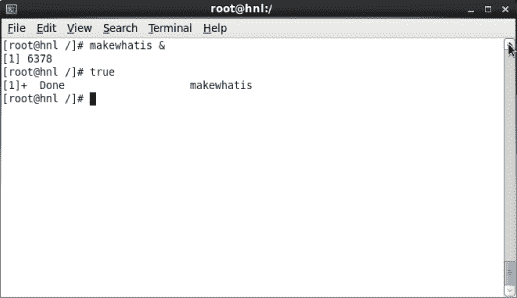 root@hnl:/
File Edit View Search Terminal Help
[root@hnl /]# makewhatis &
[1] 6378
[root@hnl /]# true
[1]+  Done                    makewhatis
[root@hnl /]#